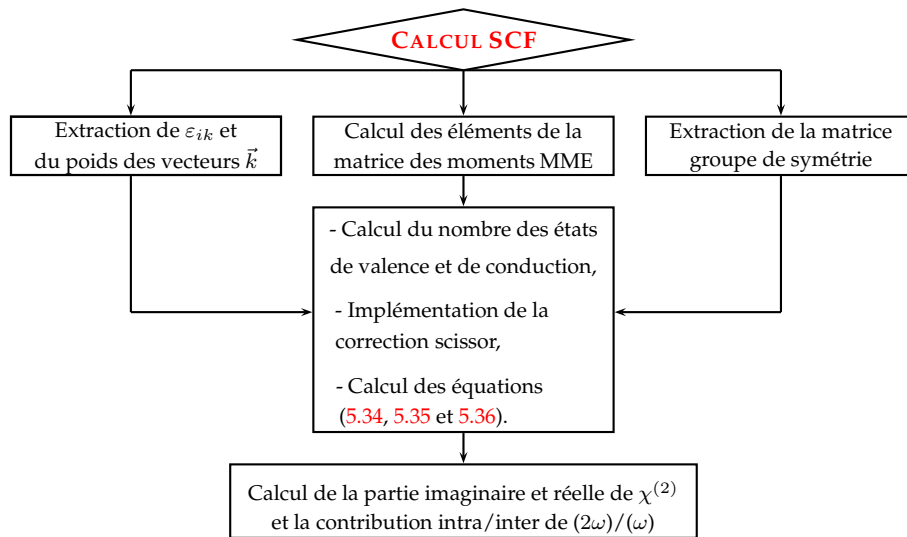 CALCUL SCF
Extraction de εik et
du poids des vecteurs k⃗
Calcul des éléments de la
matrice des moments MME
Extraction de la matrice
groupe de symétrie
- Calcul du nombre des états
de valence et de conduction,
- Implémentation de la
correction scissor,
- Calcul des équations
(5.34, 5.35 et 5.36).
Calcul de la partie imaginaire et réelle de χ(2)
et la contribution intra/inter de (2ω)/(ω)